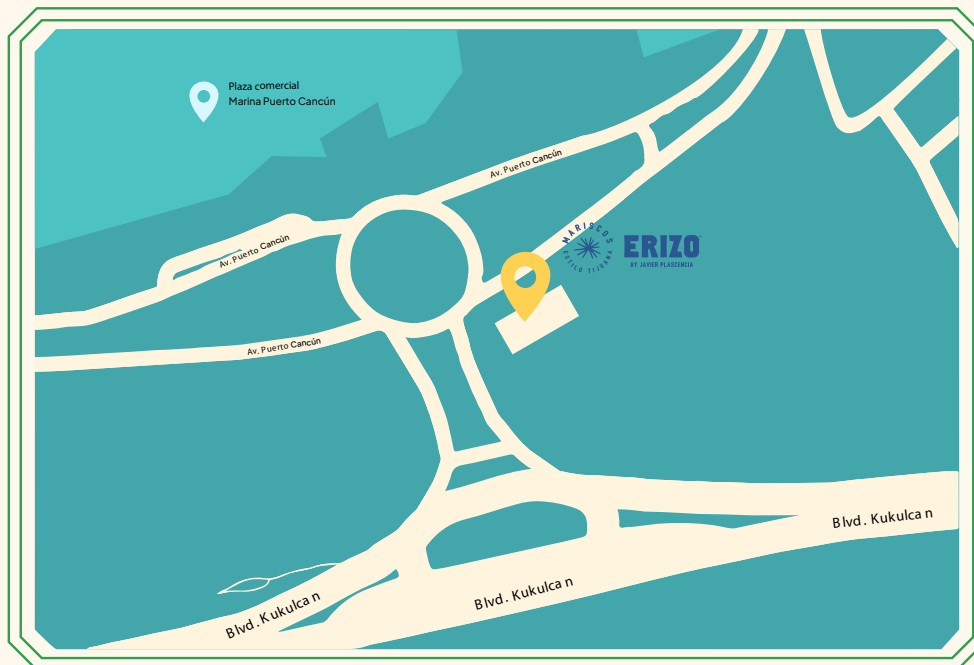 Plaza comercial
Marina Puerto Cancún
Av. Puerto Cancún
Av. Puerto Cancún
Av. Puerto Cancún
MARISCOS
ESTILO TIJUANA
ERIZO
BY JAVIER PLASCENCIA
Blvd. Kukulca n
Blvd. Kukulca n
Blvd. Kukulca n